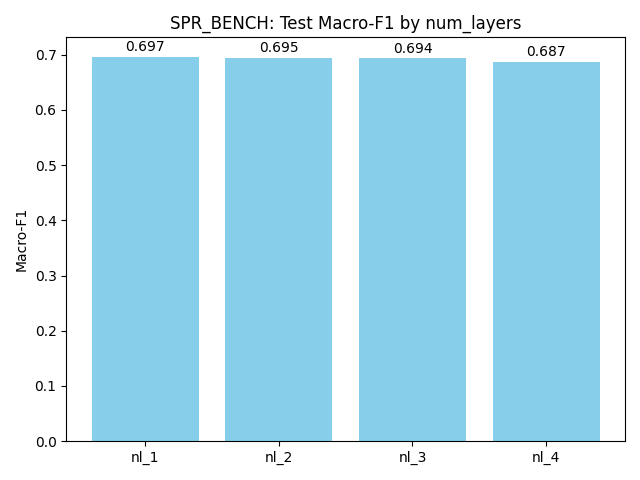 SPR_BENCH: Test Macro-F1 by num_layers
Macro-F1
0.7
0.6
0.5
0.4
0.3
0.2
0.1
0.0
0.697
0.695
0.694
0.687
nl_1
nl_2
nl_3
nl_4